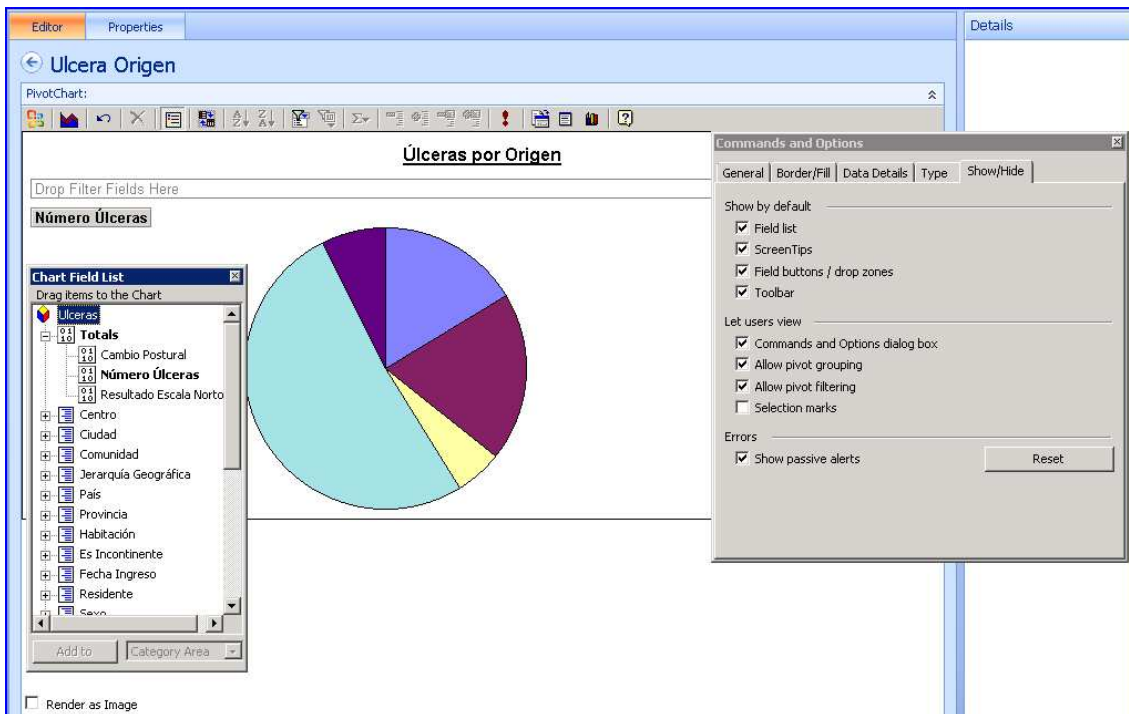 Editor Properties Details
Ulcera Origen
PivotChart:
Úlceras por Origen
Drop Filter Fields Here
Número Úlceras
Chart Field List
Drag items to the Chart
Ulceras
Totals
Cambio Postural
Número Úlceras
Resultado Escala Norto
Centro
Ciudad
Comunidad
Jerarquía Geográfica
País
Provincia
Habitación
Es Incontinente
Fecha Ingreso
Residente
Sexo
Add to Category Area
Commands and Options
General Border/Fill Data Details Type Show/Hide
Show by default
Field list
ScreenTips
Field buttons / drop zones
Toolbar
Let users view
Commands and Options dialog box
Allow pivot grouping
Allow pivot filtering
Selection marks
Errors
Show passive alerts Reset
Render as Image